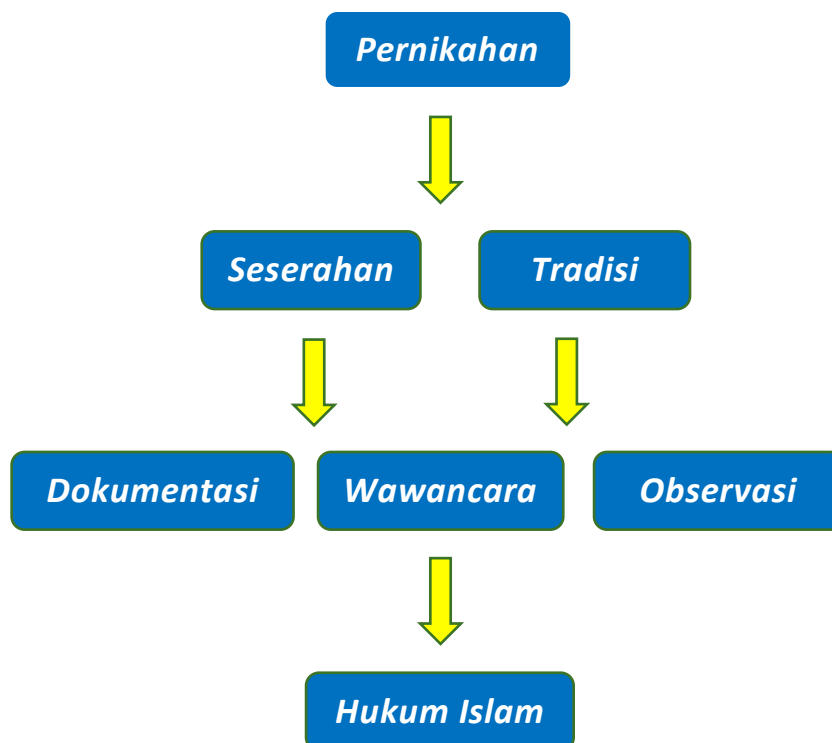 Pernikahan
Seserahan
Tradisi
Dokumentasi
Wawancara
Observasi
Hukum Islam